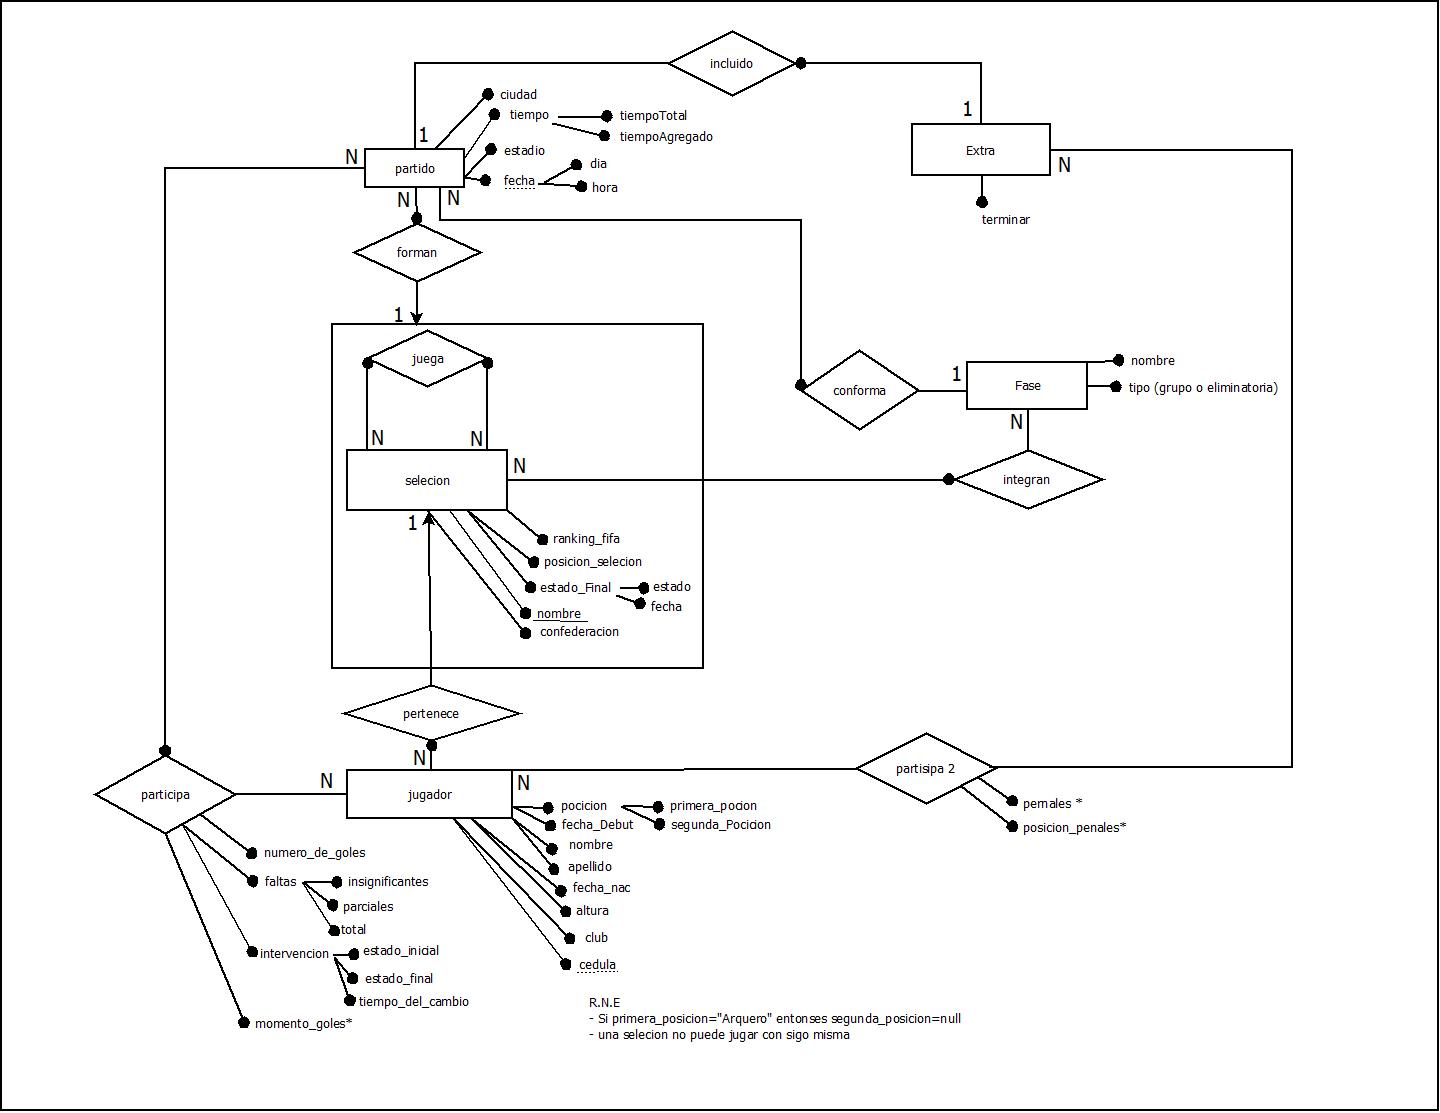 incluido
ciudad
tiempo
tiempoTotal
tiempoAgregado
1
1
N
partido
estadio
fecha
dia
hora
Extra
N
N
N
terminar
forman
1
juega
conforma
1
Fase
nombre
tipo (grupo o eliminatoria)
N
N
N
N
selecion
integran
1
ranking_fifa
posicion_selecion
estado_Final
estado
fecha
nombre
confederacion
pertenece
N
N
N
participa
jugador
partisipa 2
pocicion
primera_pocion
fecha_Debut
segunda_Pocicion
pernales *
posicion_penales*
nombre
apellido
fecha_nac
altura
club
cedula
numero_de_goles
faltas
insignificantes
parciales
total
intervencion
estado_inicial
estado_final
tiempo_del_cambio
momento_goles*
R.N.E
- Si primera_posicion="Arquero" entonses segunda_posicion=null
- una selecion no puede jugar con sigo misma